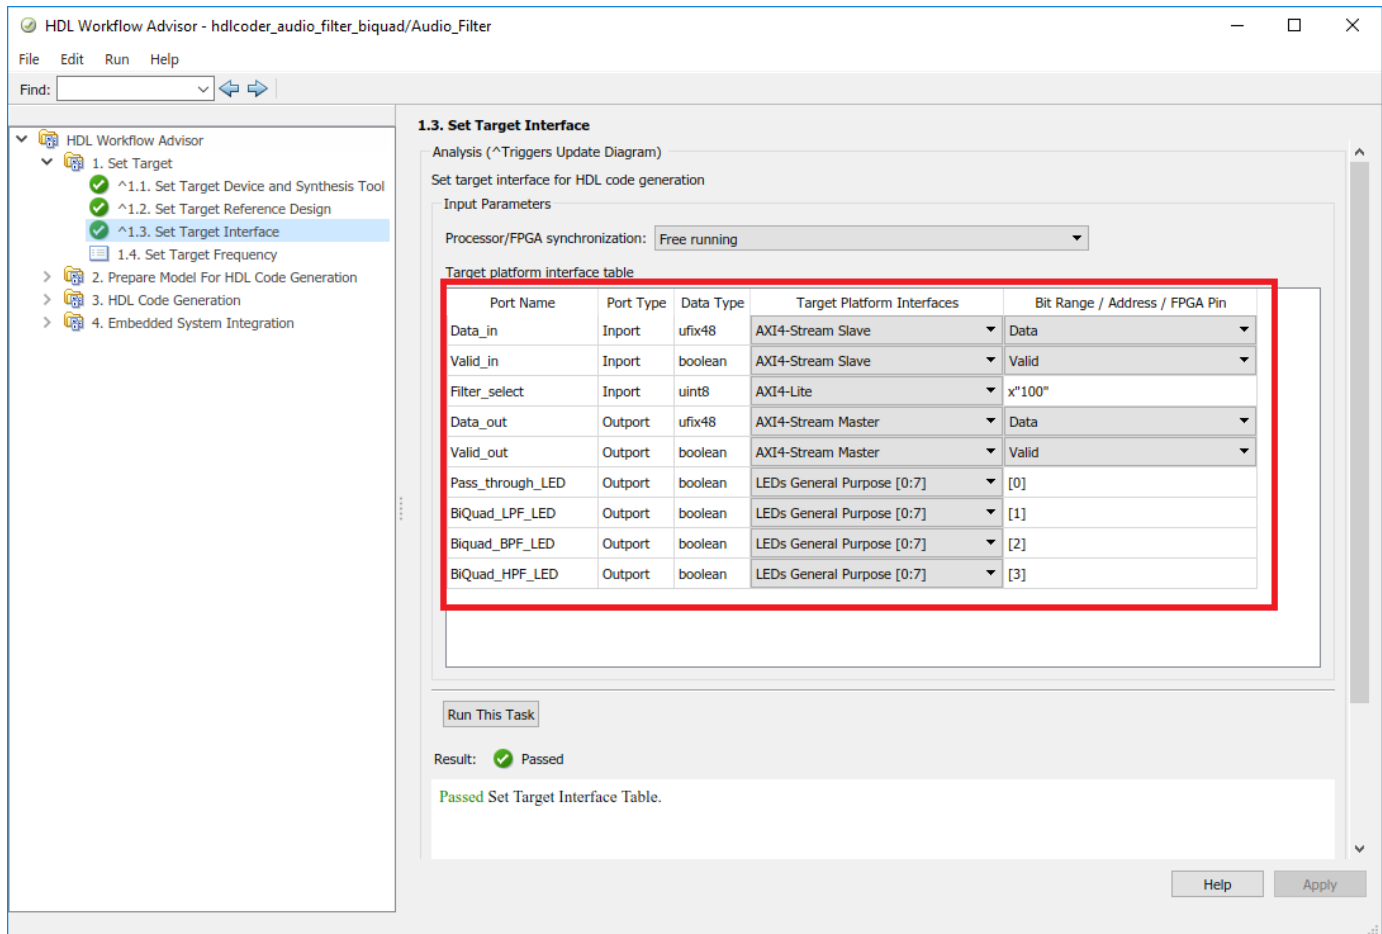 HDL Workflow Advisor - hdlcoder_audio_filter_biquad/Audio_Filter
File Edit Run Help
Find:
HDL Workflow Advisor
1. Set Target
^1.1. Set Target Device and Synthesis Tool
^1.2. Set Target Reference Design
^1.3. Set Target Interface
1.4. Set Target Frequency
2. Prepare Model For HDL Code Generation
3. HDL Code Generation
4. Embedded System Integration
1.3. Set Target Interface
Analysis (^Triggers Update Diagram)
Set target interface for HDL code generation
Input Parameters
Processor/FPGA synchronization: Free running
Target platform interface table
Port Name Port Type Data Type Target Platform Interfaces Bit Range / Address / FPGA Pin
Data_in Inport ufix48 AXI4-Stream Slave Data
Valid_in Inport boolean AXI4-Stream Slave Valid
Filter_select Inport uint8 AXI4-Lite x"100"
Data_out Outport ufix48 AXI4-Stream Master Data
Valid_out Outport boolean AXI4-Stream Master Valid
Pass_through_LED Outport boolean LEDs General Purpose [0:7] [0]
BiQuad_LPF_LED Outport boolean LEDs General Purpose [0:7] [1]
Biquad_BPF_LED Outport boolean LEDs General Purpose [0:7] [2]
BiQuad_HPF_LED Outport boolean LEDs General Purpose [0:7] [3]
Run This Task
Result: Passed
Passed Set Target Interface Table.
Help Apply